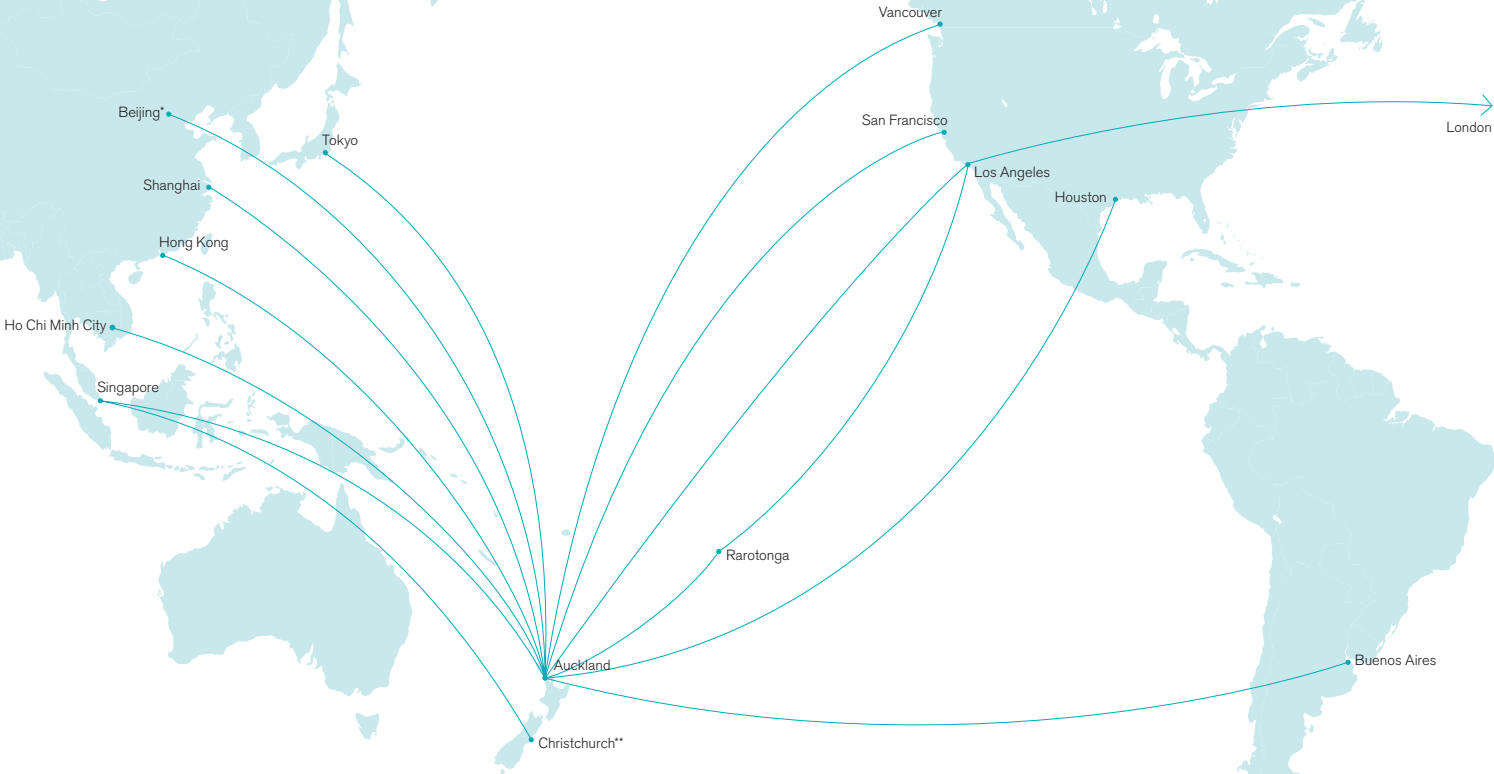 Vancouver
Beijing*
San Francisco
London
Tokyo
Los Angeles
Shanghai
Houston
Hong Kong
Ho Chi Minh City
Singapore
Rarotonga
Auckland
Buenos Aires
Christchurch**